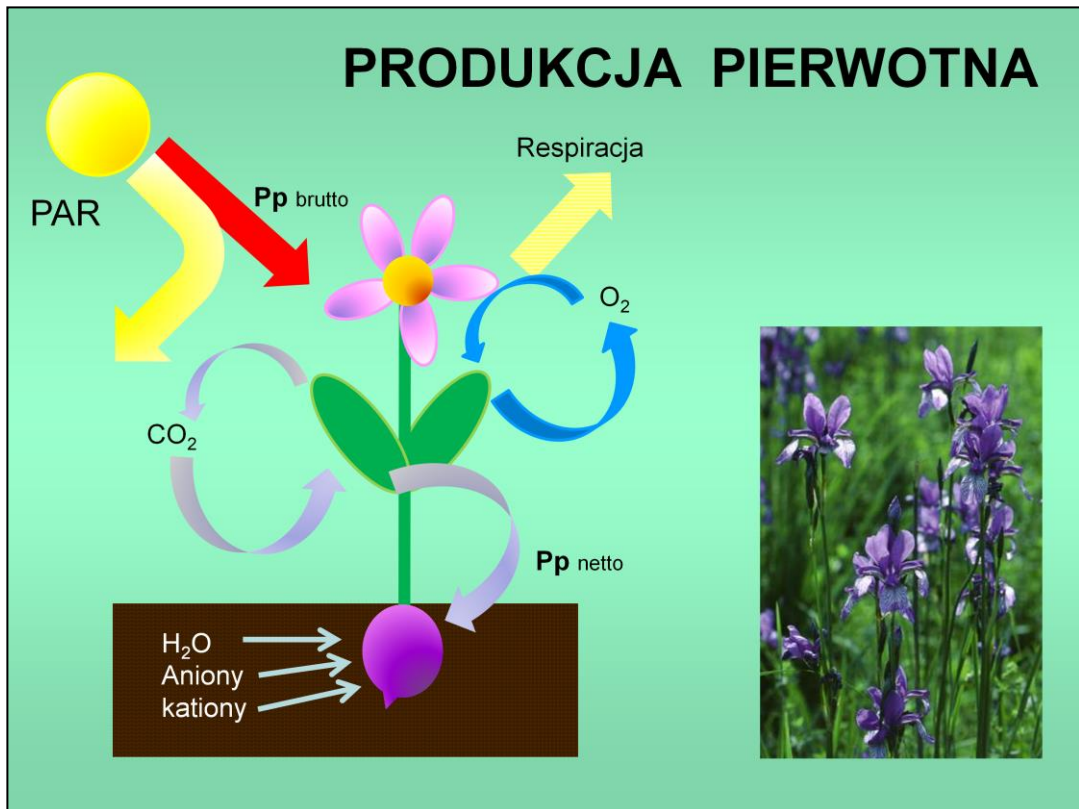 PRODUKCJA PIERWOTNA
Respiracja
Pp brutto
PAR
O₂
CO₂
Pp netto
H₂O
Aniony
kationy